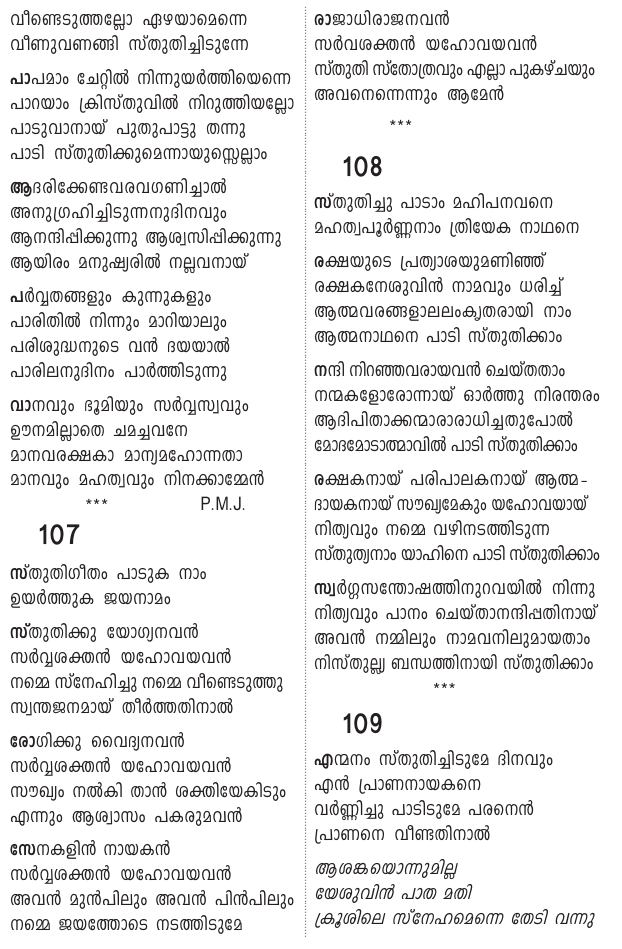 വീണ്ടെടുത്തല്ലോ ഏഴയാമെന്നെ
വീണുവണങ്ങി സ്തുതിച്ചിടുന്നേ
പാപമാം ചേറ്റിൽ നിന്നുയർത്തിയെന്നെ
പാറയാം ക്രിസ്തുവിൽ നിറുത്തിയല്ലോ
പാടുവാനായ് പുതുപാട്ടു തന്നു
പാടി സ്തുതിക്കുമെന്നായുസ്സെല്ലാം
ആദരിക്കേണ്ടവരവഗണിച്ചാൽ
അനുഗ്രഹിച്ചിടുന്നനുദിനവും
ആനന്ദിപ്പിക്കുന്നു ആശ്വസിപ്പിക്കുന്നു
ആയിരം മനുഷ്യരിൽ നല്ലവനായ്
പർവ്വതങ്ങളും കുന്നുകളും
പാരിതിൽ നിന്നും മാറിയാലും
പരിശുദ്ധനുടെ വൻ ദയയാൽ
പാരിലനുദിനം പാർത്തിടുന്നു
വാനവും ഭൂമിയും സർവ്വസ്വവും
ഊനമില്ലാതെ ചമച്ചവനേ
മാനവരക്ഷകാ മാന്യമഹോന്നതാ
മാനവും മഹത്വവും നിനക്കാമ്മേൻ
*** P.M.J.
107
സ്തുതിഗീതം പാടുക നാം
ഉയർത്തുക ജയനാമം
സ്തുതിക്കു യോഗ്യനവൻ
സർവ്വശക്തൻ യഹോവയവൻ
നമ്മെ സ്നേഹിച്ചു നമ്മെ വീണ്ടെടുത്തു
സ്വന്തജനമായ് തീർത്തതിനാൽ
രോഗിക്കു വൈദ്യനവൻ
സർവ്വശക്തൻ യഹോവയവൻ
സൗഖ്യം നൽകി താൻ ശക്തിയേകിടും
എന്നും ആശ്വാസം പകരുമവൻ
സേനകളിൻ നായകൻ
സർവ്വശക്തൻ യഹോവയവൻ
അവൻ മുൻപിലും അവൻ പിൻപിലും
നമ്മെ ജയത്തോടെ നടത്തിടുമേ
രാജാധിരാജനവൻ
സർവശക്തൻ യഹോവയവൻ
സ്തുതി സ്തോത്രവും എല്ലാ പുകഴ്ചയും
അവനെന്നെന്നും ആമേൻ
***
108
സ്തുതിച്ചു പാടാം മഹിപനവനെ
മഹത്വപൂർണ്ണനാം ത്രിയേക നാഥനെ
രക്ഷയുടെ പ്രത്യാശയുമണിഞ്ഞ്
രക്ഷകനേശുവിൻ നാമവും ധരിച്ച്
ആത്മവരങ്ങളാലലംകൃതരായി നാം
ആത്മനാഥനെ പാടി സ്തുതിക്കാം
നന്ദി നിറഞ്ഞവരായവൻ ചെയ്തതാം
നന്മകളോരോന്നായ് ഓർത്തു നിരന്തരം
ആദിപിതാക്കന്മാരാരാധിച്ചതുപോൽ
മോദമോടാത്മാവിൽ പാടി സ്തുതിക്കാം
രക്ഷകനായ് പരിപാലകനായ് ആത്മ-
ദായകനായ് സൗഖ്യമേകും യഹോവയായ്
നിത്യവും നമ്മെ വഴിനടത്തിടുന്ന
സ്തുത്യനാം യാഹിനെ പാടി സ്തുതിക്കാം
സ്വർഗ്ഗസന്തോഷത്തിനുറവയിൽ നിന്നു
നിത്യവും പാനം ചെയ്താനന്ദിപ്പതിനായ്
അവൻ നമ്മിലും നാമവനിലുമായതാം
നിസ്തുല്ല്യ ബന്ധത്തിനായി സ്തുതിക്കാം
***
109
എന്മനം സ്തുതിച്ചിടുമേ ദിനവും
എൻ പ്രാണനായകനെ
വർണ്ണിച്ചു പാടിടുമേ പരനെൻ
പ്രാണനെ വീണ്ടതിനാൽ
ആശങ്കയൊന്നുമില്ല
യേശുവിൻ പാത മതി
ക്രൂശിലെ സ്നേഹമെന്നെ തേടി വന്നു